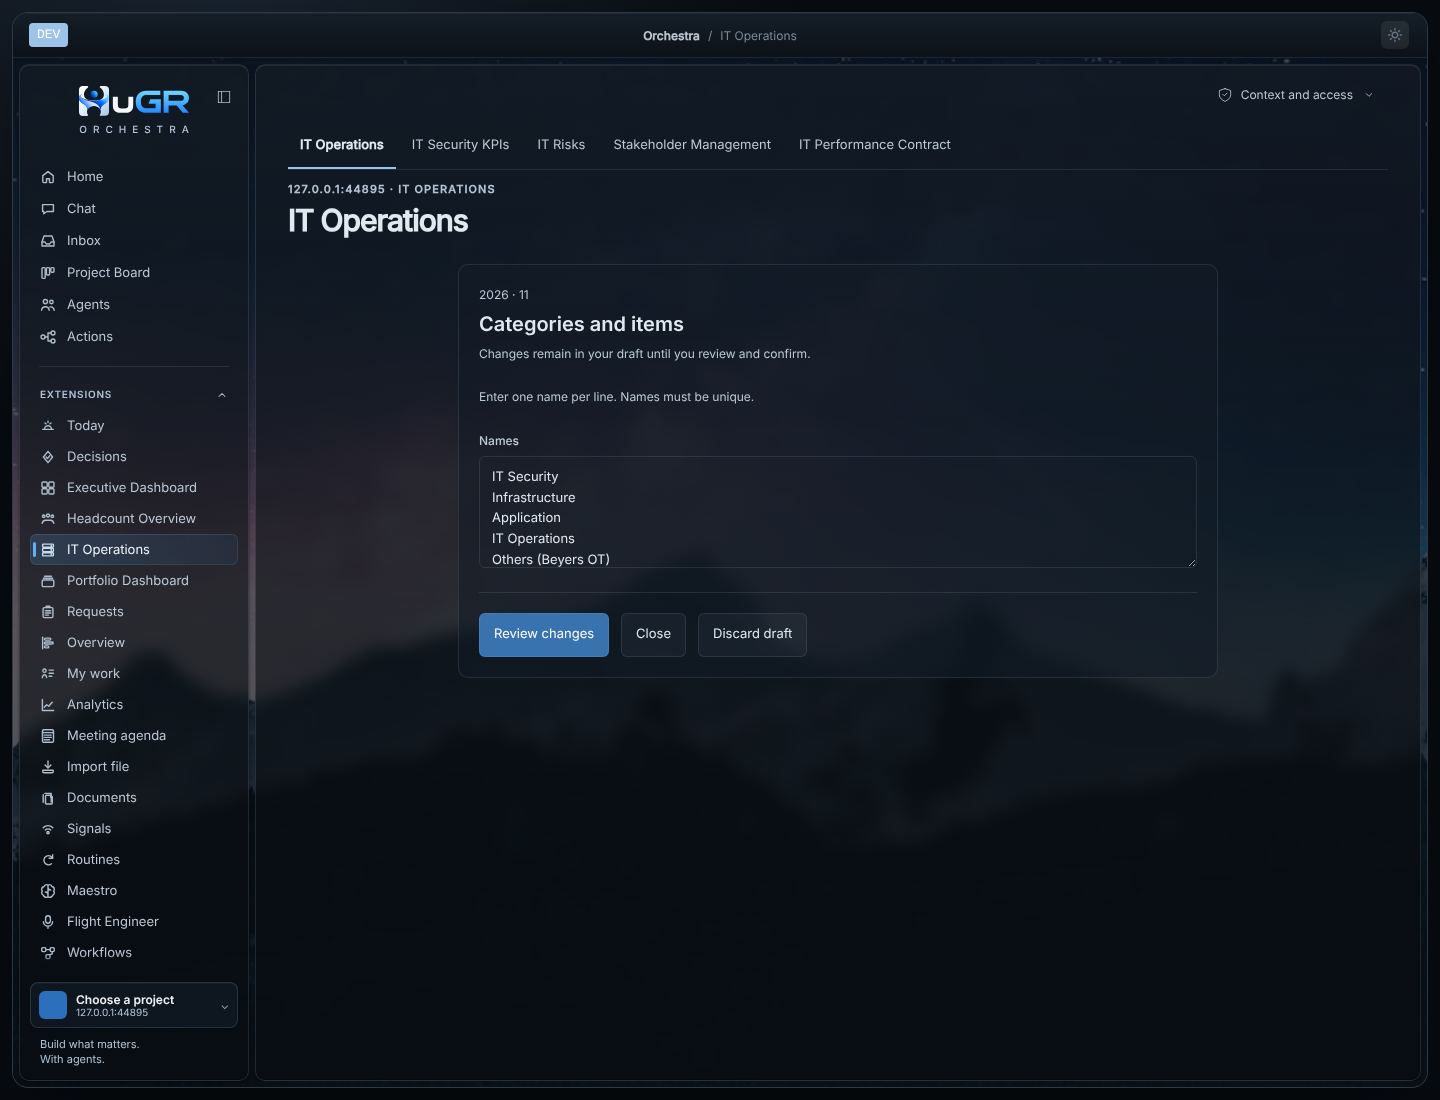 DEV
Orchestra / IT Operations
HuGR
ORCHESTRA
Home
Chat
Inbox
Project Board
Agents
Actions
EXTENSIONS
Today
Decisions
Executive Dashboard
Headcount Overview
IT Operations
Portfolio Dashboard
Requests
Overview
My work
Analytics
Meeting agenda
Import file
Documents
Signals
Routines
Maestro
Flight Engineer
Workflows
Choose a project
127.0.0.1:44895
Build what matters.
With agents.
Context and access
IT Operations IT Security KPIs IT Risks Stakeholder Management IT Performance Contract
127.0.0.1:44895 · IT OPERATIONS
IT Operations
2026 · 11
Categories and items
Changes remain in your draft until you review and confirm.
Enter one name per line. Names must be unique.
Names
IT Security
Infrastructure
Application
IT Operations
Others (Beyers OT)
Review changes Close Discard draft